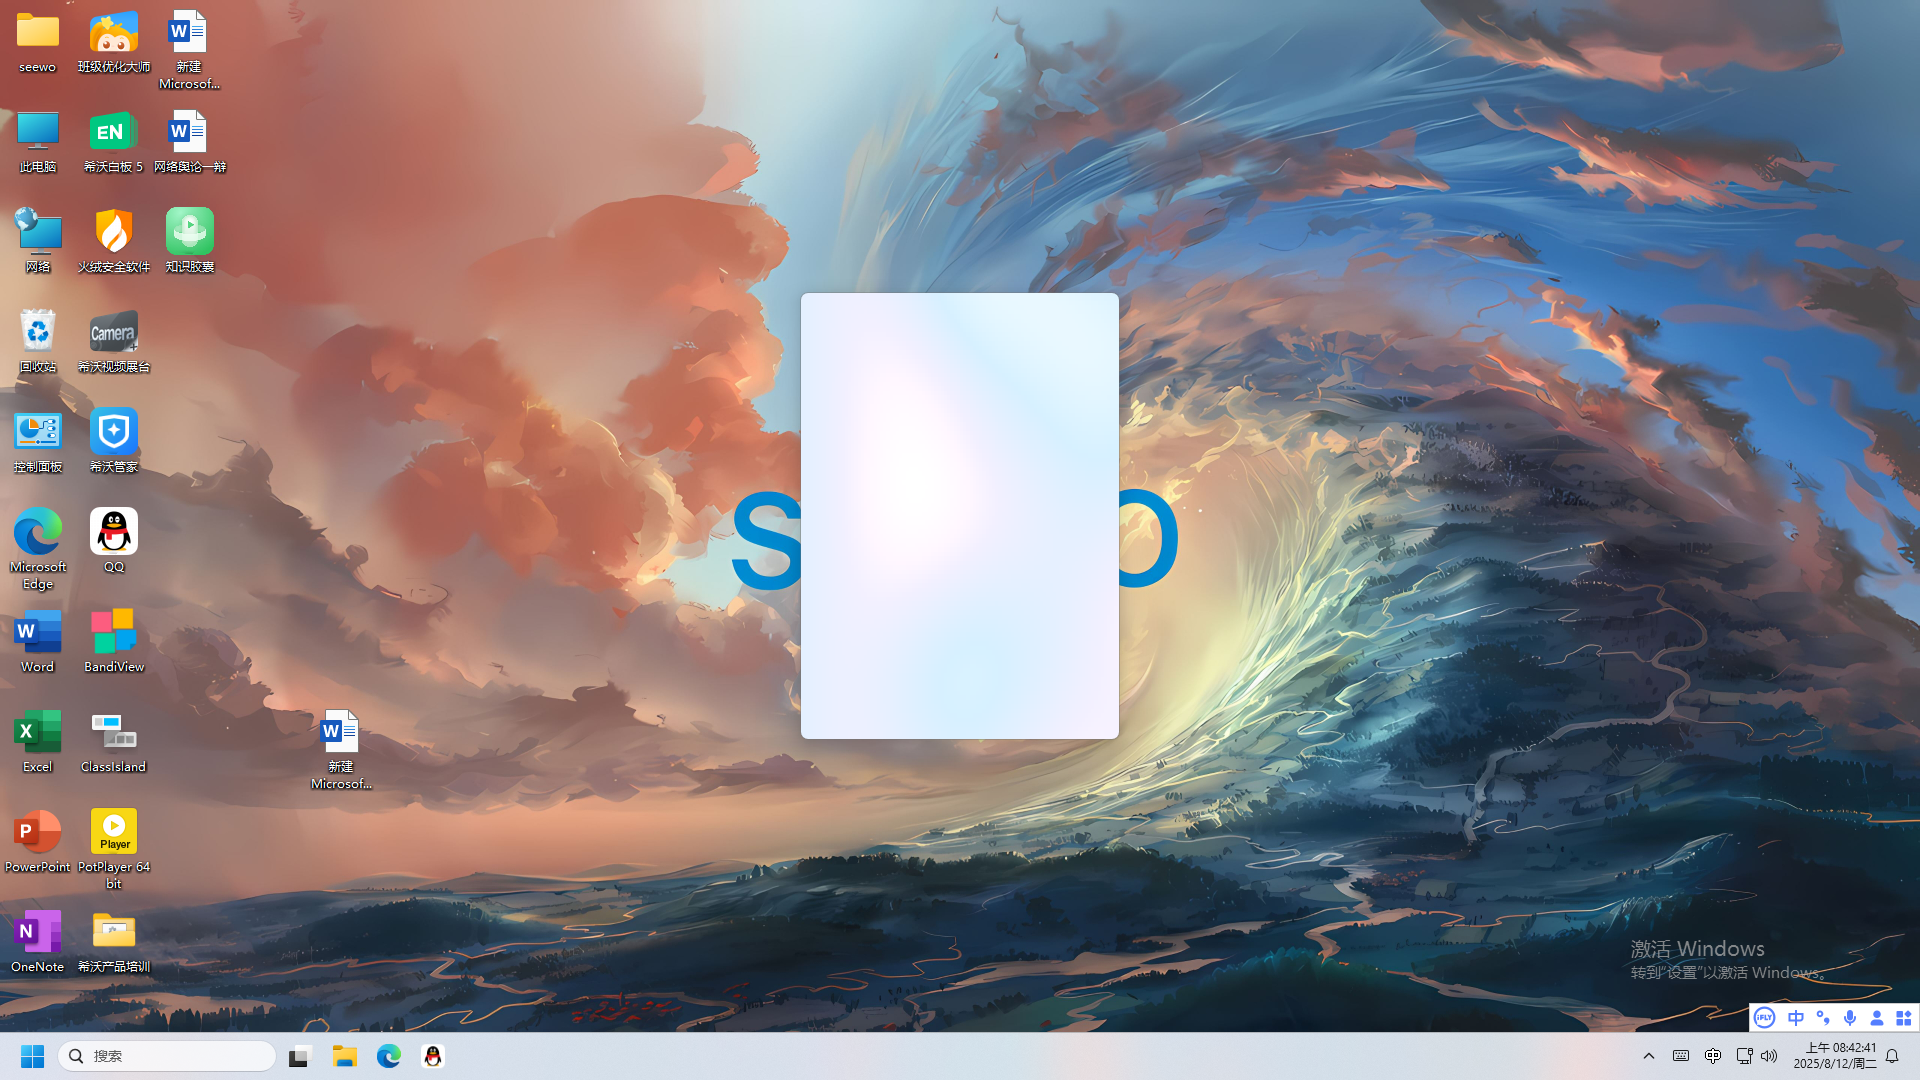 seewo
班级优化大师
新建
Microsof...
此电脑
EN
希沃白板 5
网络舆论一辩
网络
火绒安全软件
知识胶囊
回收站
Camera
希沃视频展台
控制面板
希沃管家
Microsoft
Edge
QQ
W
Word
BandiView
X
Excel
ClassIsland
新建
Microsof...
P
PowerPoint
Player
PotPlayer 64
bit
N
OneNote
希沃产品培训
S
O
激活 Windows
转到"设置"以激活 Windows。
iFLY
中
搜索
中
上午 08:42:41
2025/8/12/周二